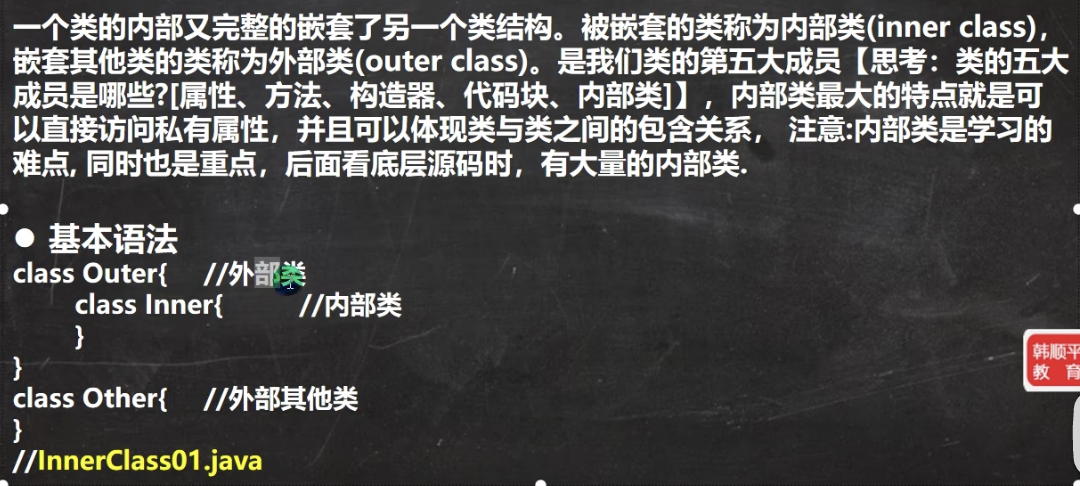 一个类的内部又完整的嵌套了另一个类结构。被嵌套的类称为内部类(inner class)，
嵌套其他类的类称为外部类(outer class)。是我们类的第五大成员【思考：类的五大
成员是哪些?[属性、方法、构造器、代码块、内部类]】，内部类最大的特点就是可
以直接访问私有属性，并且可以体现类与类之间的包含关系， 注意:内部类是学习的
难点, 同时也是重点，后面看底层源码时，有大量的内部类.
● 基本语法
class Outer{ //外部类
class Inner{ //内部类
}
}
class Other{ //外部其他类
}
//InnerClass01.java
韩顺平
教 育